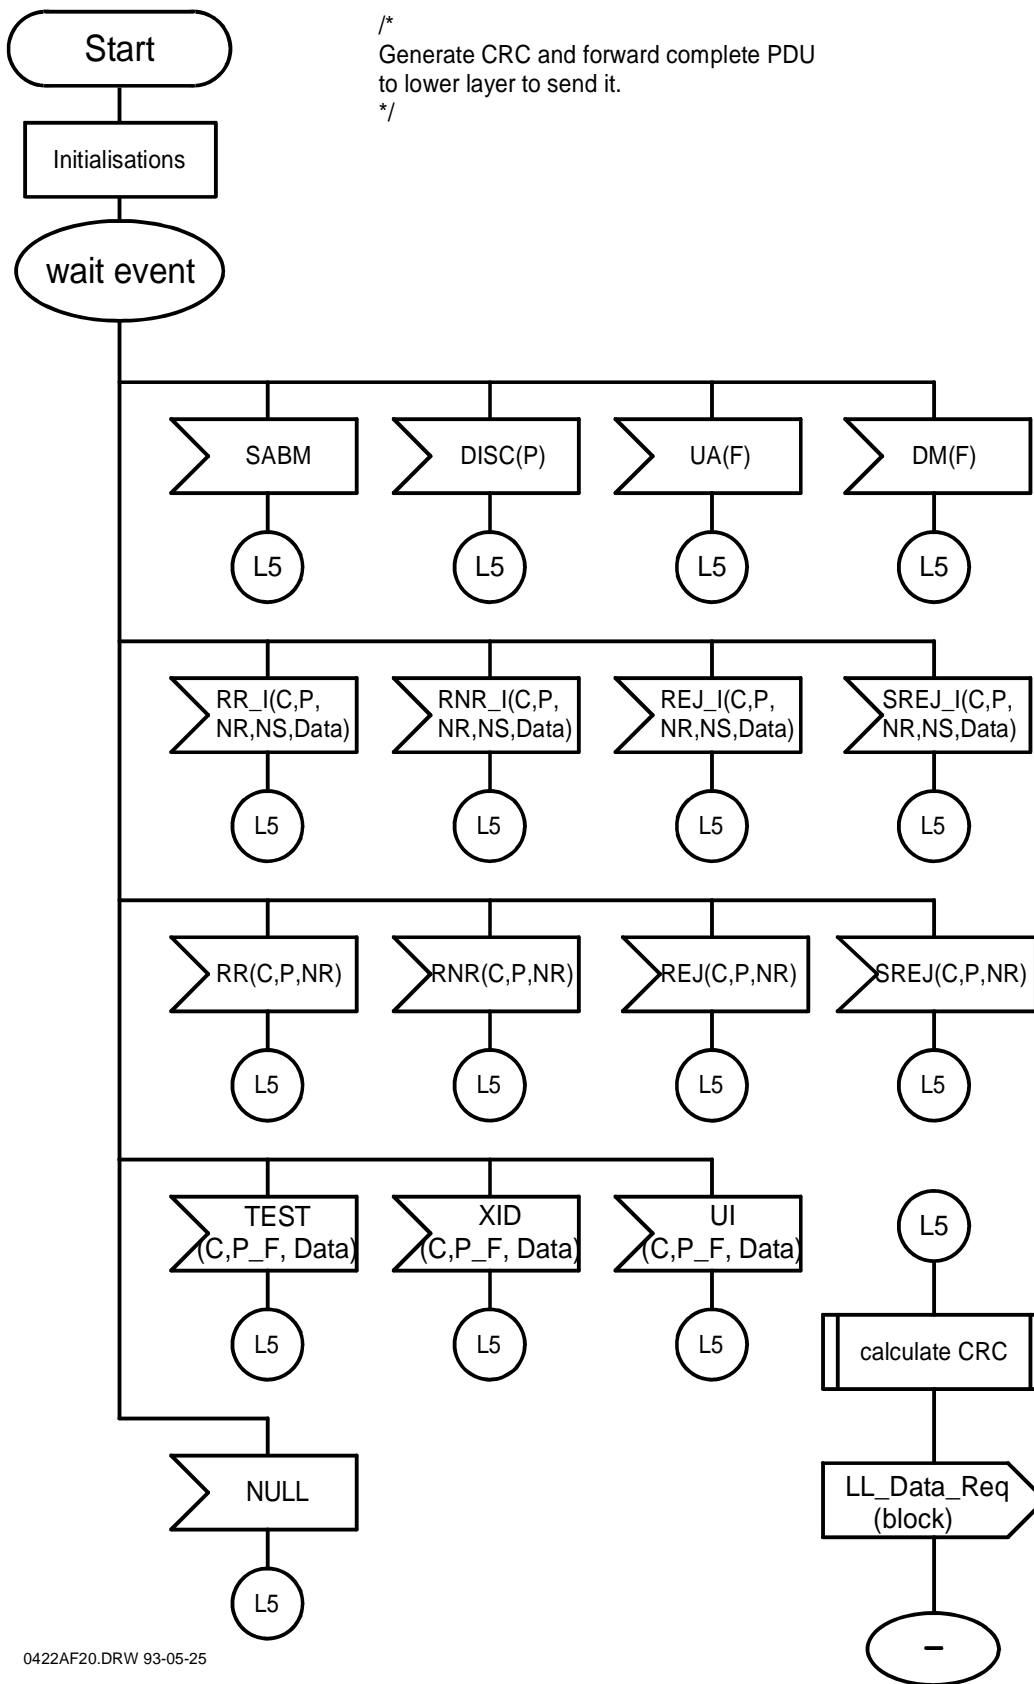 Start
/*
Generate CRC and forward complete PDU
to lower layer to send it.
*/
Initialisations
wait event
SABM
DISC(P)
UA(F)
DM(F)
L5
L5
L5
L5
RR_I(C,P,
NR,NS,Data)
RNR_I(C,P,
NR,NS,Data)
REJ_I(C,P,
NR,NS,Data)
SREJ_I(C,P,
NR,NS,Data)
L5
L5
L5
L5
RR(C,P,NR)
RNR(C,P,NR)
REJ(C,P,NR)
SREJ(C,P,NR)
L5
L5
L5
L5
TEST
(C,P_F, Data)
XID
(C,P_F, Data)
UI
(C,P_F, Data)
L5
L5
L5
L5
calculate CRC
NULL
LL_Data_Req
(block)
L5
–
0422AF20.DRW 93-05-25